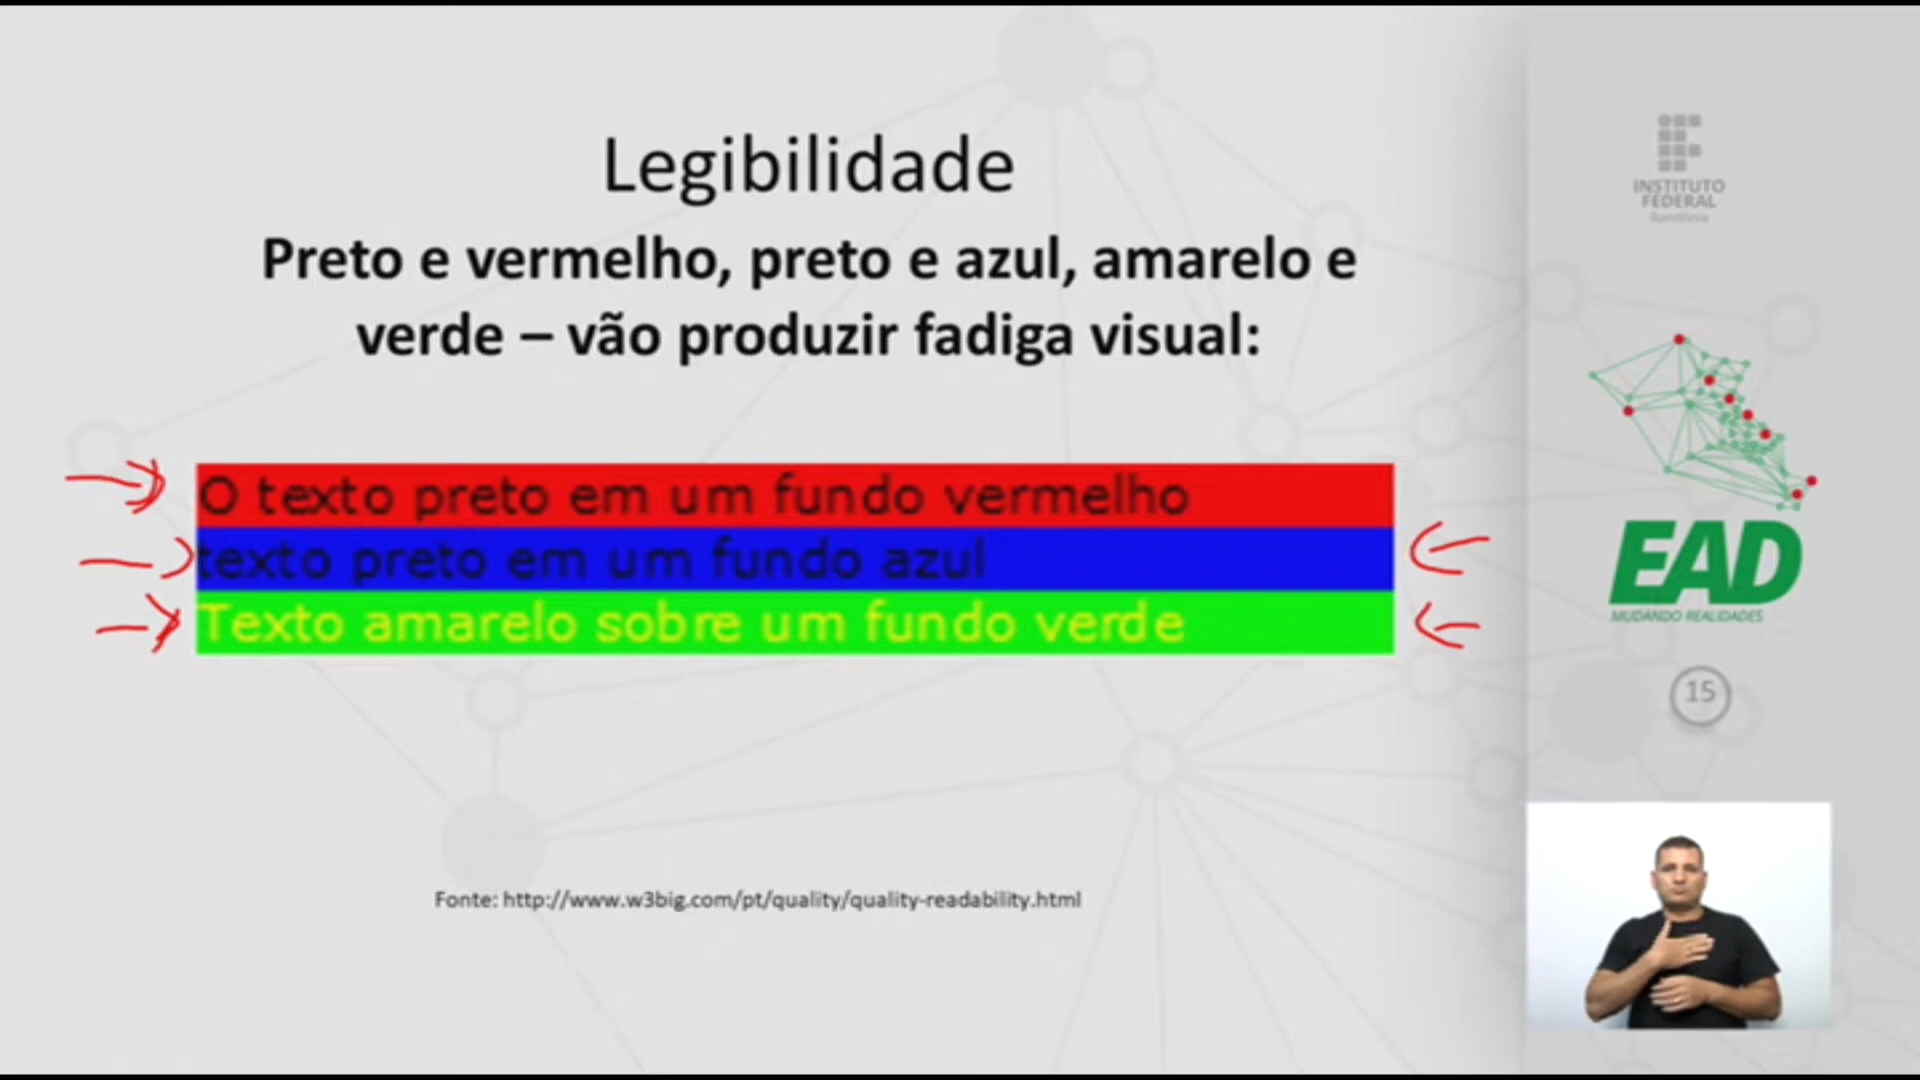 Legibilidade
Preto e vermelho, preto e azul, amarelo e
verde – vão produzir fadiga visual:
O texto preto em um fundo vermelho
texto preto em um fundo azul
Texto amarelo sobre um fundo verde
Fonte: http://www.w3big.com/pt/quality/quality-readability.html
INSTITUTO
FEDERAL
Rondônia
EAD
MUDANDO REALIDADES
15